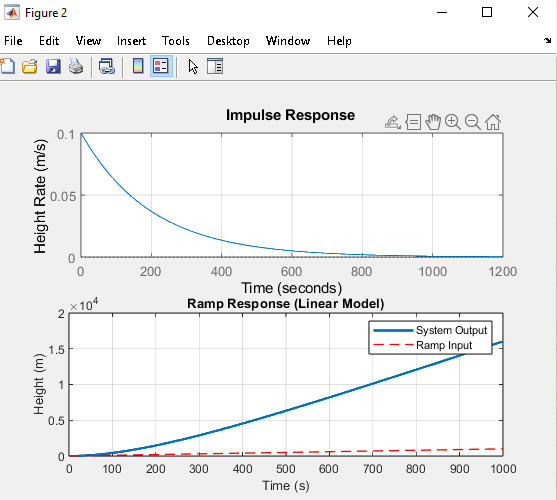 Figure 2
File Edit View Insert Tools Desktop Window Help
Impulse Response
Height Rate (m/s)
0.1
0.05
0
0 200 400 600 800 1000 1200
Time (seconds)
Ramp Response (Linear Model)
×10⁴
Height (m)
2
1.5
1
0.5
0
System Output
Ramp Input
0 100 200 300 400 500 600 700 800 900 1000
Time (s)